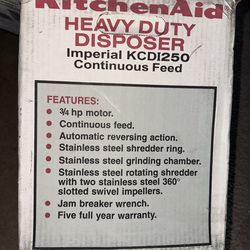 KitchenAid
HEAVY DUTY
DISPOSER
Imperial KCDI250
Continuous Feed
FEATURES:
• 3/4 hp motor.
• Continuous feed.
• Automatic reversing action.
• Stainless steel shredder ring.
• Stainless steel grinding chamber.
• Stainless steel rotating shredder
with two stainless steel 360°
slotted swivel impellers.
• Jam breaker wrench.
• Five full year warranty.